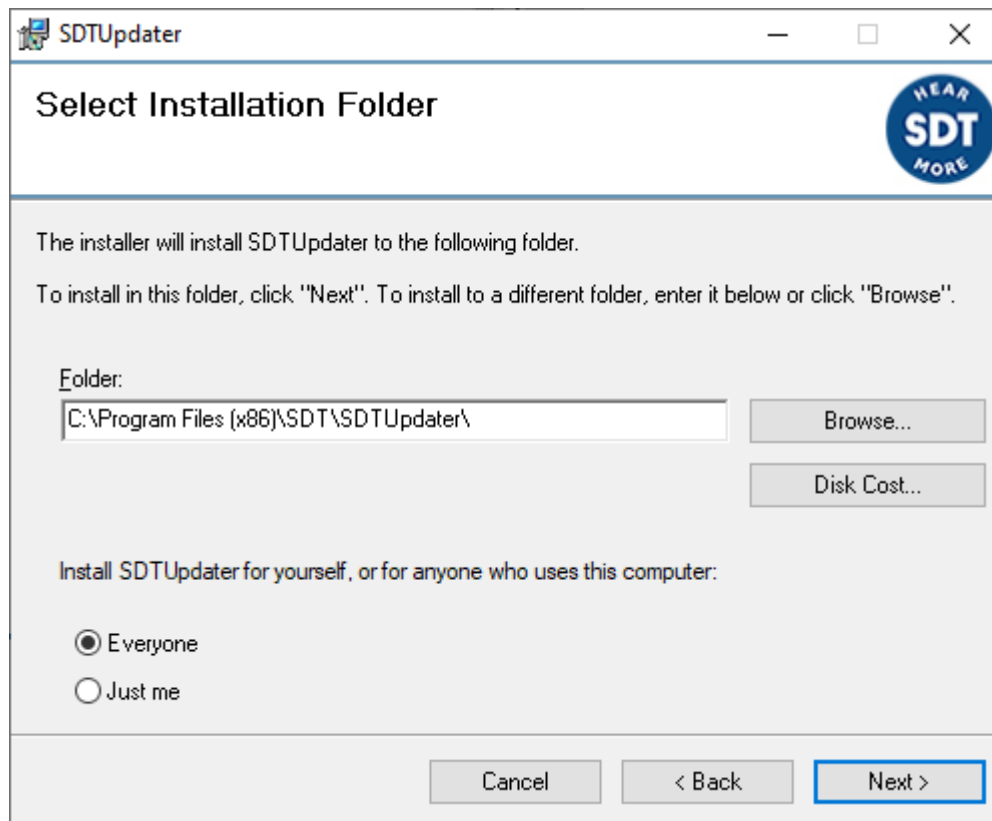 SDTUpdater
Select Installation Folder
HEAR
SDT
MORE
The installer will install SDTUpdater to the following folder.
To install in this folder, click "Next". To install to a different folder, enter it below or click "Browse".
Folder:
C:\Program Files (x86)\SDT\SDTUpdater\
Browse...
Disk Cost...
Install SDTUpdater for yourself, or for anyone who uses this computer:
Everyone
Just me
Cancel
< Back
Next >